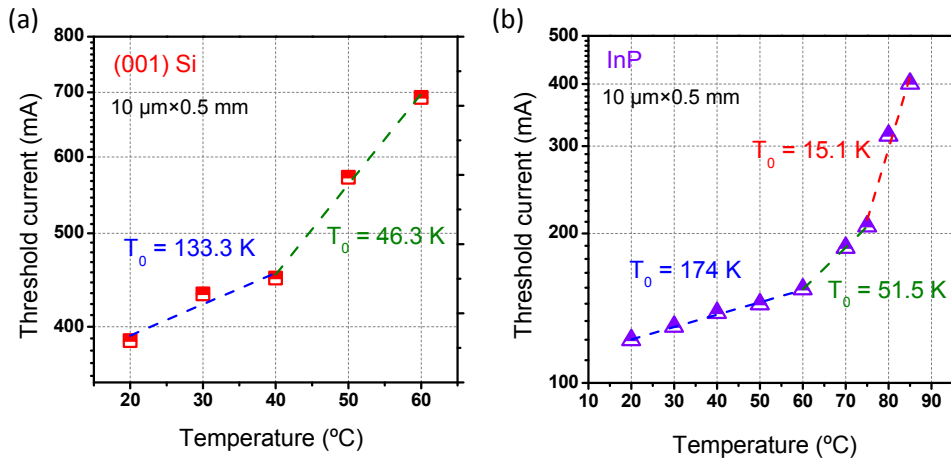 (a)
(001) Si
10 µm×0.5 mm
T0 = 133.3 K
T0 = 46.3 K
800
700
600
500
400
20 30 40 50 60
Threshold current (mA)
Temperature (ºC)
(b)
InP
10 µm×0.5 mm
T0 = 15.1 K
T0 = 174 K
T0 = 51.5 K
500
400
300
200
100
10 20 30 40 50 60 70 80 90
Threshold current (mA)
Temperature (ºC)